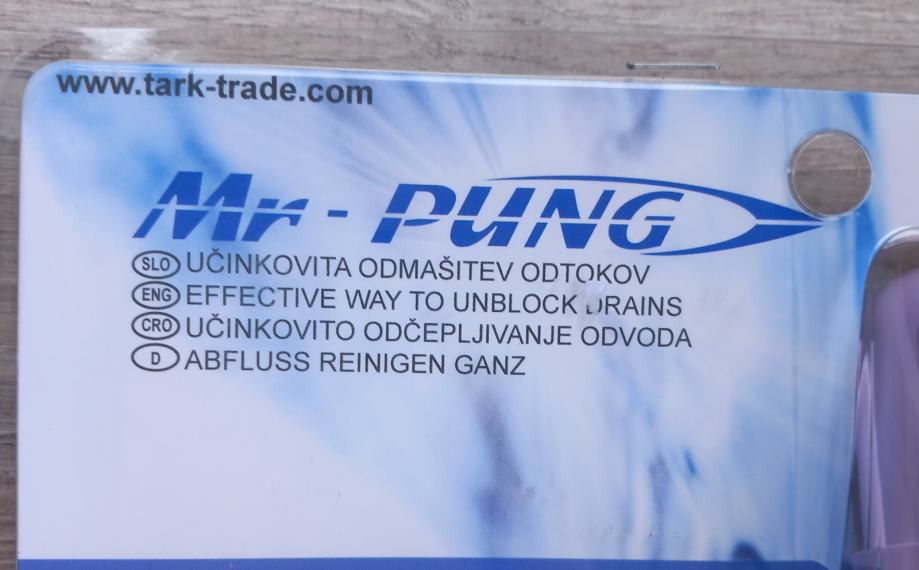 www.tark-trade.com
Mr - PUNG
SLO UČINKOVITA ODMAŠITEV ODTOKOV
ENG EFFECTIVE WAY TO UNBLOCK DRAINS
CRO UČINKOVITO ODČEPLJIVANJE ODVODA
D ABFLUSS REINIGEN GANZ